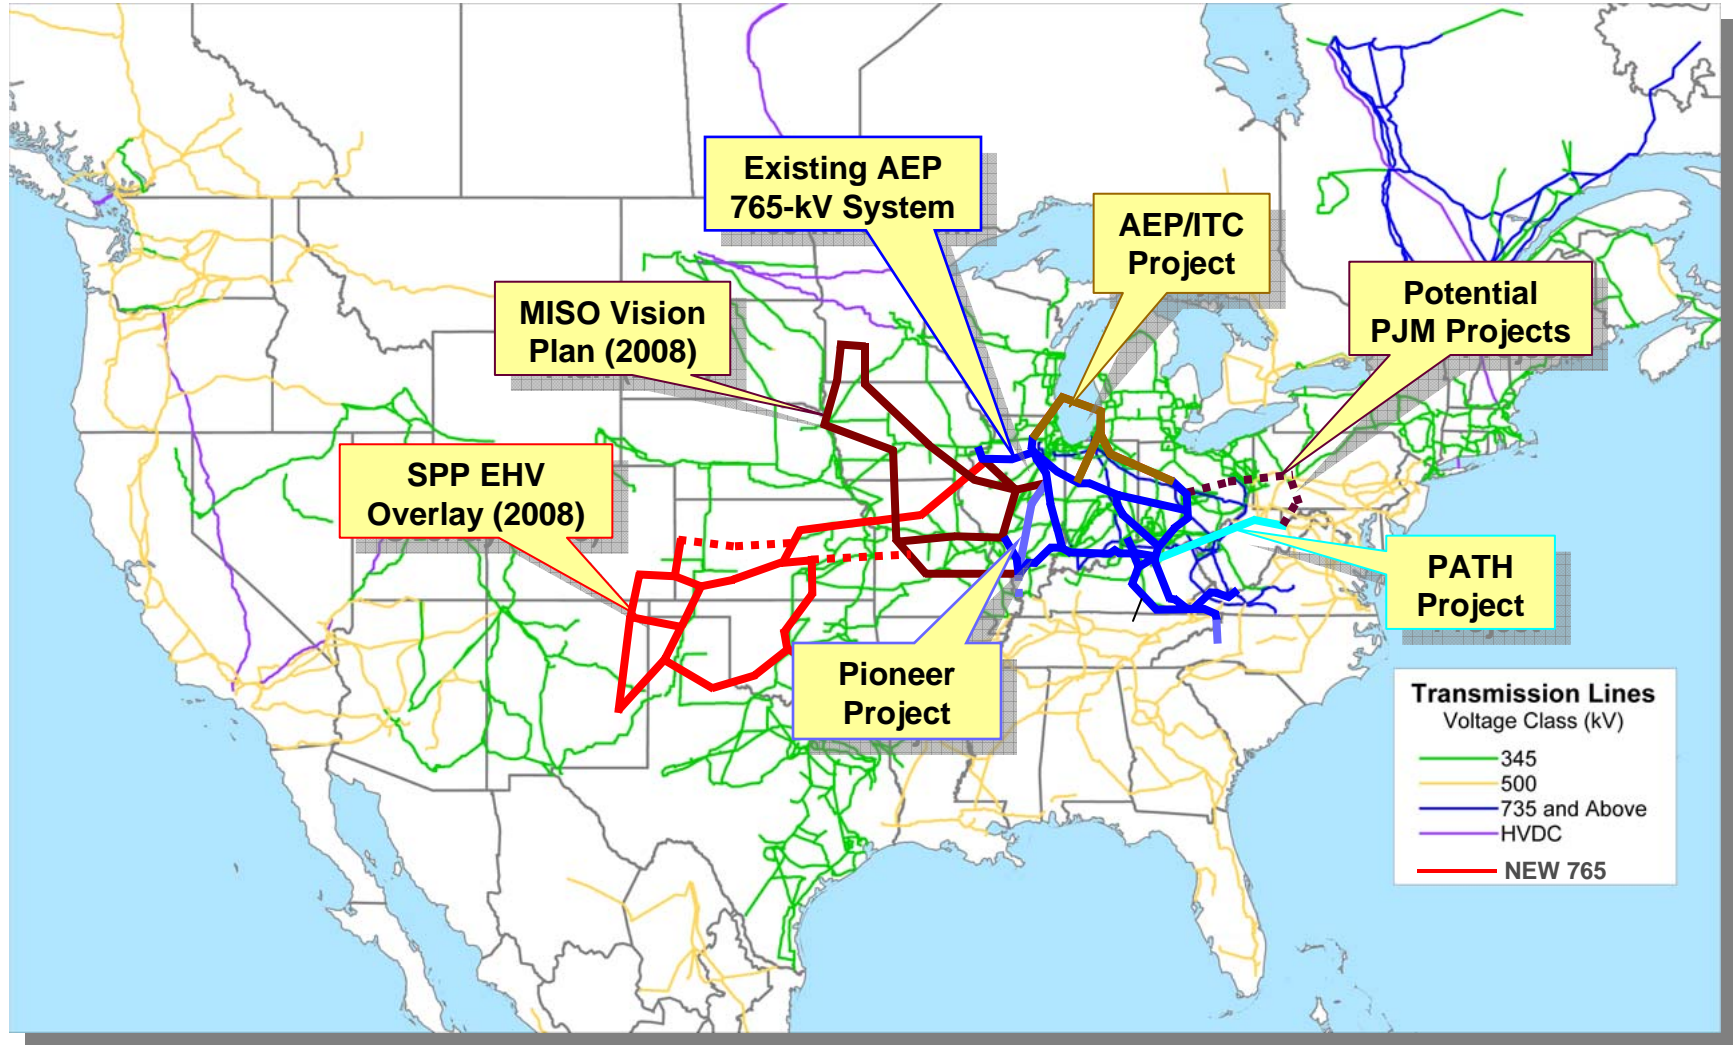 Existing AEP
765-kV System
AEP/ITC
Project
Potential
PJM Projects
MISO Vision
Plan (2008)
SPP EHV
Overlay (2008)
PATH
Project
Pioneer
Project
Transmission Lines
Voltage Class (kV)
345
500
735 and Above
HVDC
NEW 765